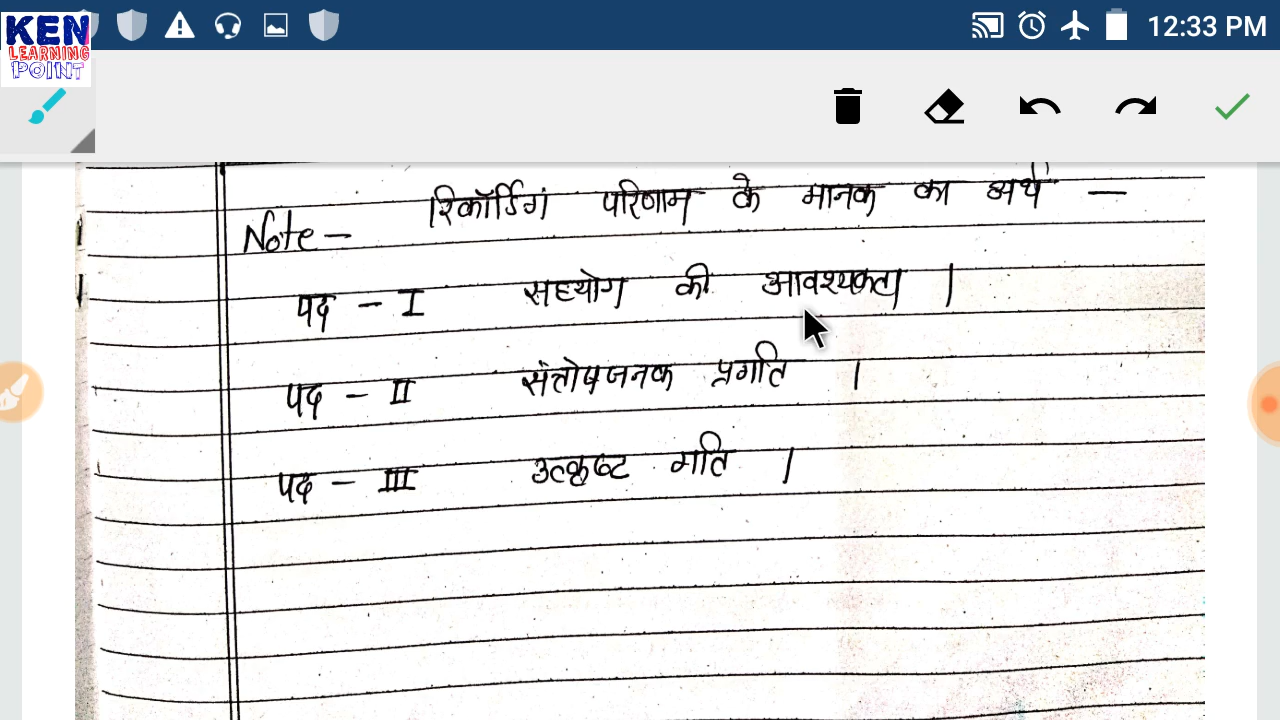 KEN
LEARNING
POINT
12:33 PM
Note - रिकॉर्डिगं परिणाम के मानक का अर्थ —
पद - I सहयोग की आवश्यकता ।
पद - II संतोषजनक प्रगति ।
पद - III उत्कृष्ट गति ।